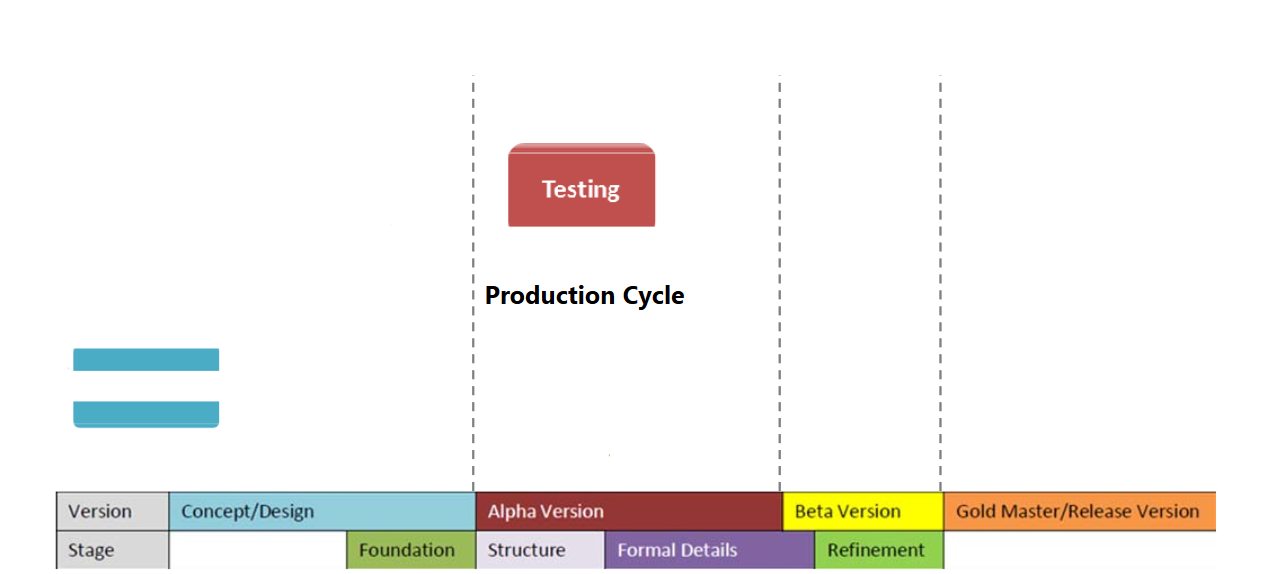 Testing
Production Cycle
Version Concept/Design Alpha Version Beta Version Gold Master/Release Version
Stage Foundation Structure Formal Details Refinement